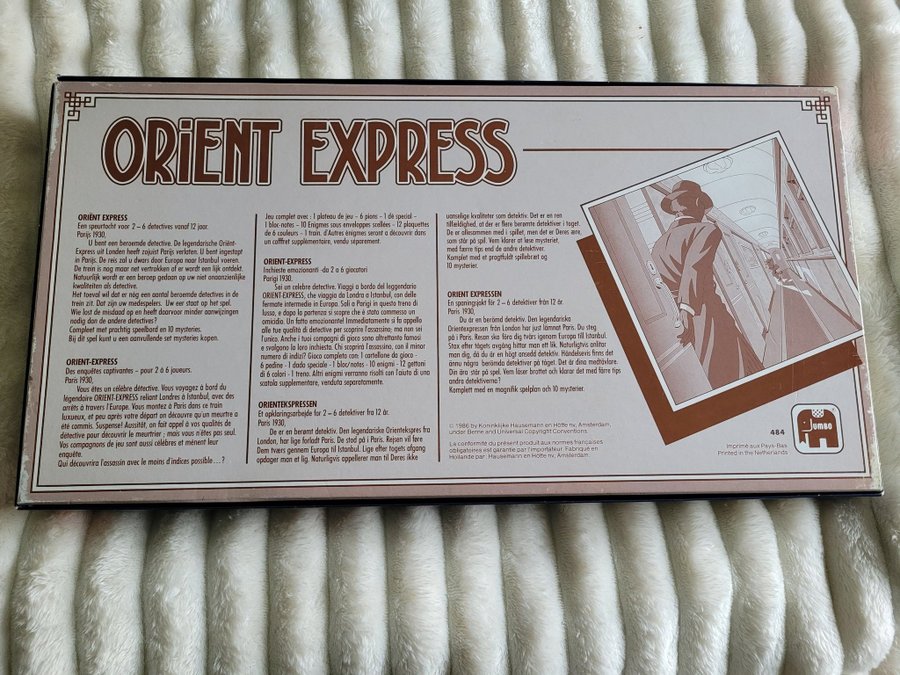 ORiENT EXPRESS
ORIËNT EXPRESS
Een speurtocht voor 2–6 detectives vanaf 12 jaar.
Parijs 1930.
U bent een beroemde detective. De legendarische Oriënt-
Express uit Londen heeft zojuist Parijs verlaten. U bent ingestapt
in Parijs. De reis zal u dwars door Europa naar Istanbul voeren.
De trein is nog maar net vertrokken of er wordt een lijk ontdekt.
Natuurlijk wordt er een beroep gedaan op uw niet onaanzienlijke
kwaliteiten als detective.
Het toeval wil dat er nóg een aantal beroemde detectives in de
trein zit. Dat zijn uw medespelers. Uw eer staat op het spel.
Wie lost de misdaad op en heeft daarvoor minder aanwijzingen
nodig dan de andere detectives?
Compleet met prachtig speelbord en 10 mysteries.
Bij dit spel kunt u een aanvullende set mysteries kopen.
ORIENT-EXPRESS
Des enquêtes captivantes – pour 2 à 6 joueurs.
Paris 1930,
Vous êtes un célèbre détective. Vous voyagez à bord du
légendaire ORIENT-EXPRESS reliant Londres à Istanbul, avec des
arrêts à travers l'Europe. Vous montez à Paris dans ce train
luxueux, et peu après votre départ on découvre qu'un meurtre a
été commis. Suspense! Aussitôt, on fait appel à vos qualités de
détective pour découvrir le meurtrier; mais vous n'êtes pas seul.
Vos compagnons de jeu sont aussi célèbres et mènent leur
enquête.
Qui découvrira l'assassin avec le moins d'indices possible...?
Jeu complet avec : 1 plateau de jeu - 6 pions - 1 dé special -
1 bloc-notes - 10 Enigmes sous enveloppes scellées - 12 plaquettes
de 6 couleurs - 1 train. D'autres énigmes seront a découvrir dans
un coffret supplementaire, vendu séparement.
ORIENT-EXPRESS
Inchieste emozionanti -da 2 a 6 giocatori
Parigi 1930.
Sei un celebre detective. Viaggi a bordo del leggendario
ORIENT-EXPRESS, che viaggia da Londra a Istanbul, con delle
fermate intermedie in Europa. Sali a Parigi in questo treno di
lusso, e dopo la partenza si scopre che è stato commesso un
omicidio. Un fatto emozionante! Immediatamente si fa appello
alle tue qualità di detective per scoprire l'assassino; ma non sei
l'unico. Anche i tuoi compagni di gioco sono altrettanto famosi
e svolgono la loro inchiesta. Chi scoprirà l'assassino, con il minor
numero di indizi? Gioco completo con: 1 cartellone da gioco -
6 pedine - 1 dado speciale - 1 bloc/notes - 10 enigmi - 12 gettoni
di 6 colori - 1 treno. Altri enigmi verranno risolti con l'aiuto di una
scatola supplementare, venduta separatamente.
ORIENTEKSPRESSEN
Et opklaringsarbejde for 2–6 detektiver fra 12 år.
Paris 1930.
De er en berømt detektiv. Den legendariske Orientekspres fra
London, har lige forladt Paris. De stod på i Paris. Rejsen vil føre
Dem tværs gennem Europa til Istanbul. Lige efter togets afgang
opdager man et lig. Naturligvis appellerer man til Deres ikke
uanselige kvaliteter som detektiv. Det er en ren
tilfældighed, at der er flere berømte detektiver i toget.
De er allesammen med i spillet, men det er Deres ære,
som står på spil. Vem klarer at løse mysteriet,
med færre tips end de andre detektiver.
Komplet med et pragtfuldt spillebræt og
10 mysterier.
ORIENT EXPRESSEN
En spaningsjakt för 2–6 detektiver från 12 år.
Paris 1930,
Du är en berömd detektiv. Den legendariska
Orientexpressen från London har just lämnat Paris. Du steg
på i Paris. Resan ska föra dig tvärs igenom Europa till Istanbul.
Strax efter tågets avgång hittar man ett lik. Naturligtvis anlitar
man dig, då du är en högt ansedd detektiv. Händelsevis finns det
ännu några berömda detektiver på tåget. Din är dina medtävlare.
Din ära står på spel. Vem löser brottet och klarar det med färre tips
än andra detektiverna?
Komplett med en magnifik spelplan och 10 mysterier.
© 1986 by Koninklijke Hausemann en Hötte nv, Amsterdam,
under Berne and Universal Copyright Conventions.
La conformité du présent produit aux normes françaises
obligatoires est garantie par l'importateur. Fabriqué en
Hollande par: Hausemann en Hötte nv, Amsterdam.
484
JUMBO
Imprimé aux Pays-Bas
Printed in the Netherlands